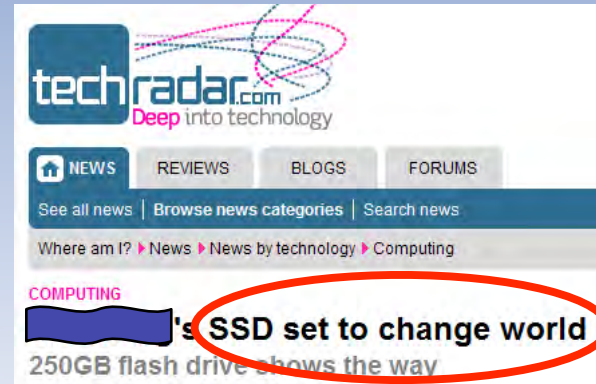 techradar.com
Deep into technology
NEWS REVIEWS BLOGS FORUMS
See all news | Browse news categories | Search news
Where am I? News News by technology Computing
COMPUTING
's SSD set to change world
250GB flash drive shows the way